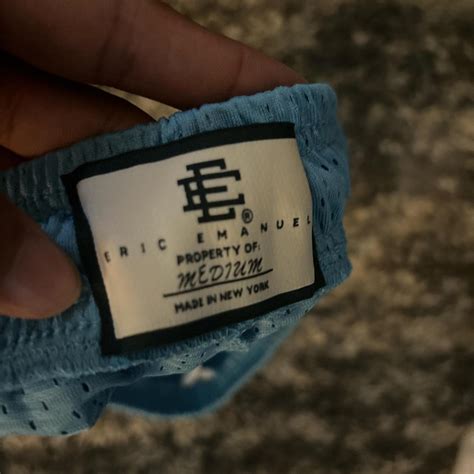 EE®
ERIC EMANUEL
PROPERTY OF:
MEDIUM
MADE IN NEW YORK